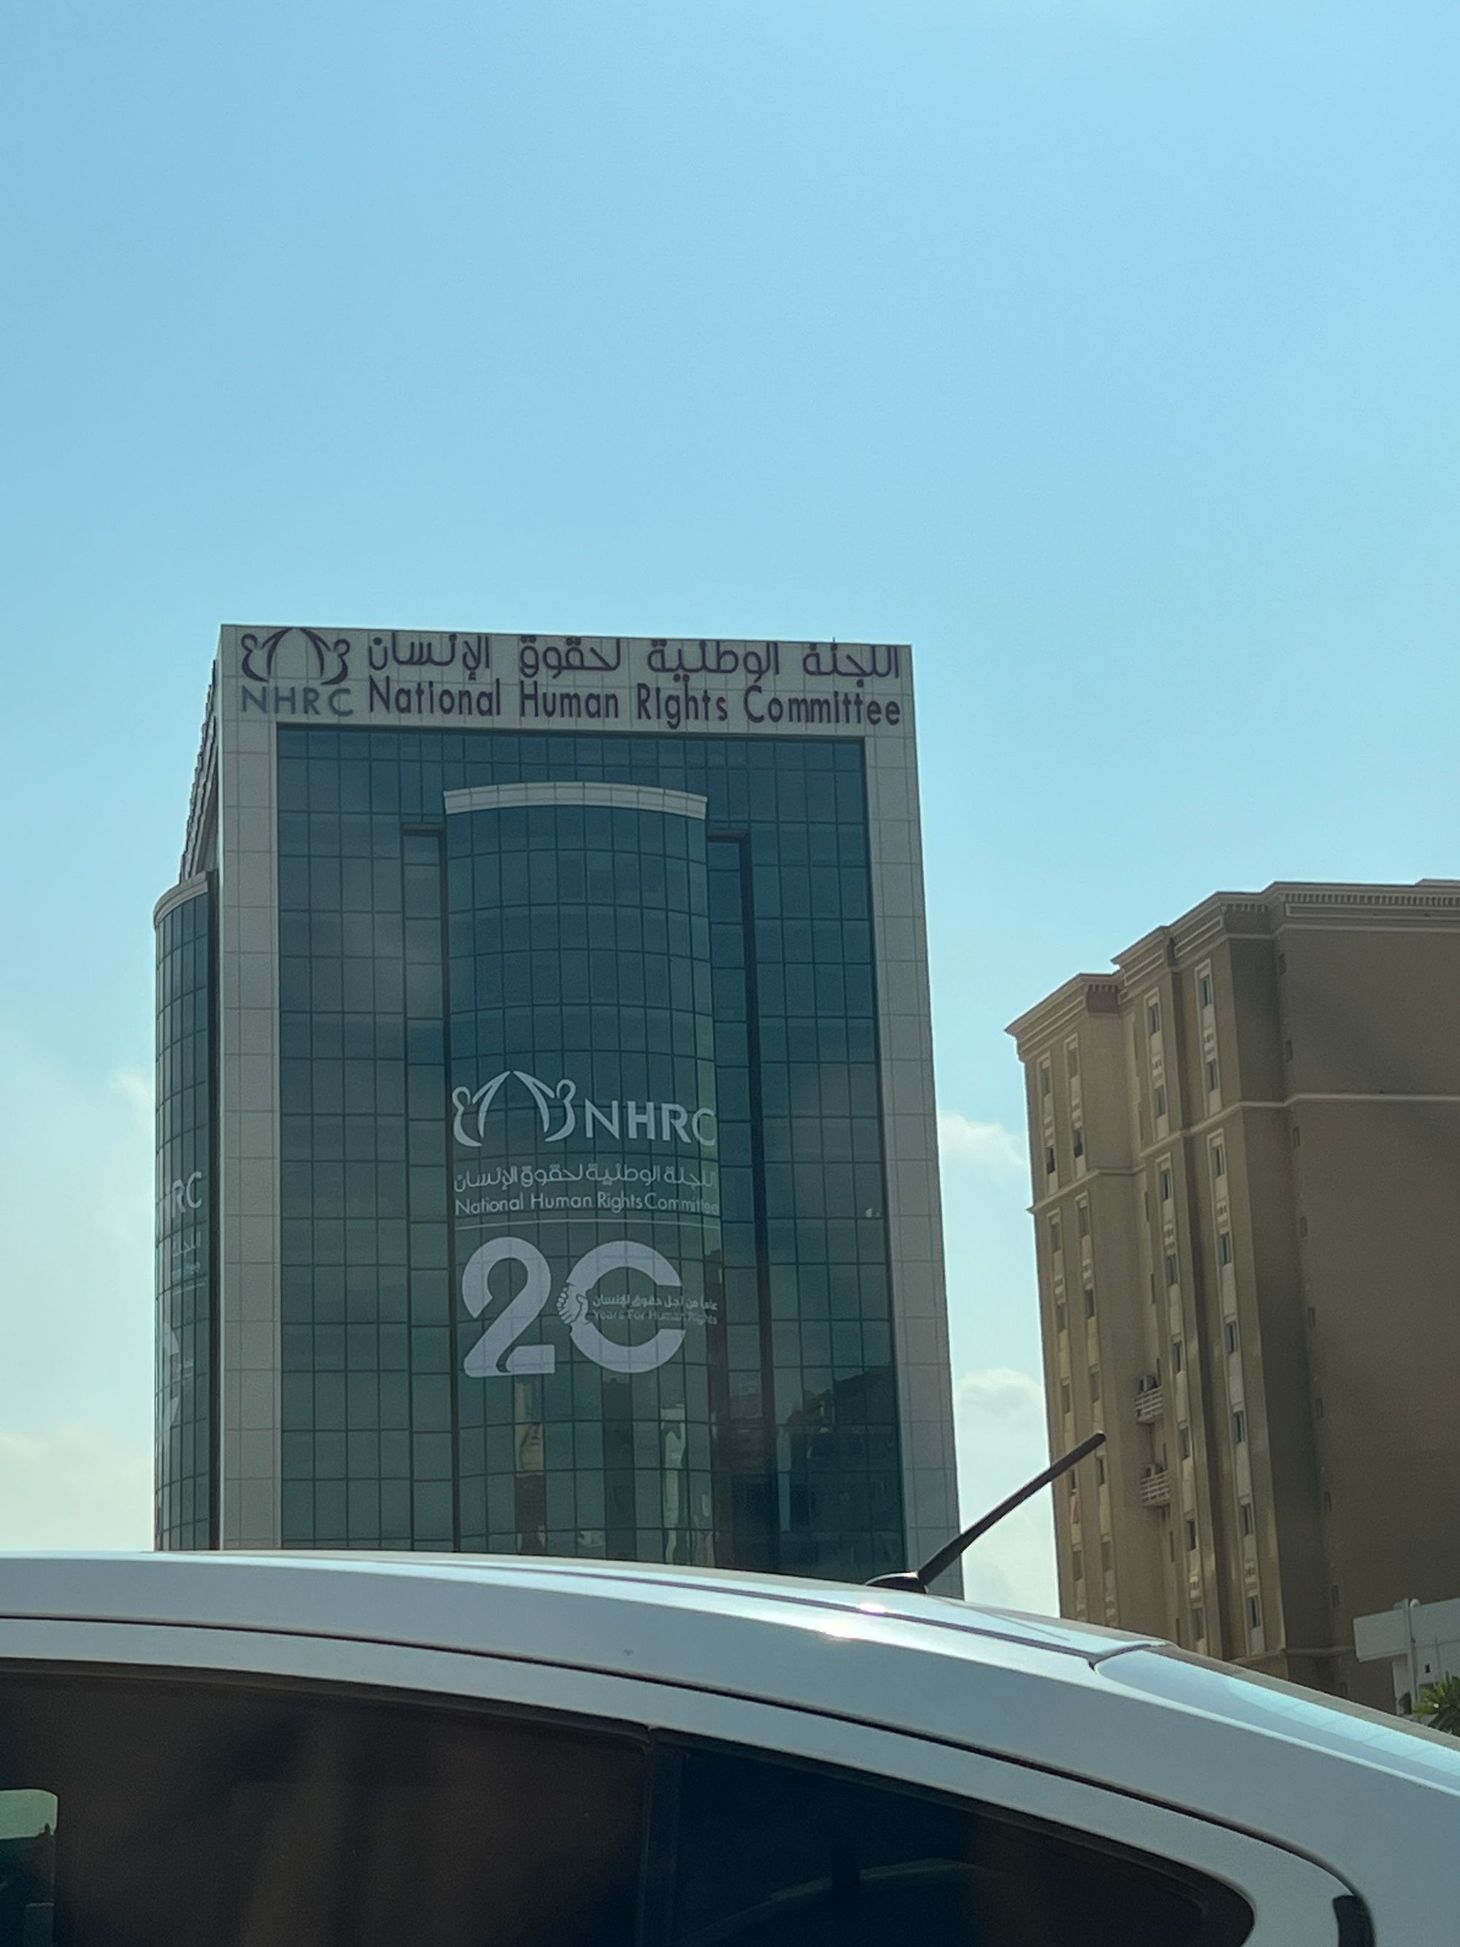 اللجنة الوطنية لحقوق الإنسان
NHRC National Human Rights Committee
NHRC
اللجنة الوطنية لحقوق الإنسان
National Human Rights Committee
20
عاماً من أجل حقوق الإنسان
Years For Human Rights
RC